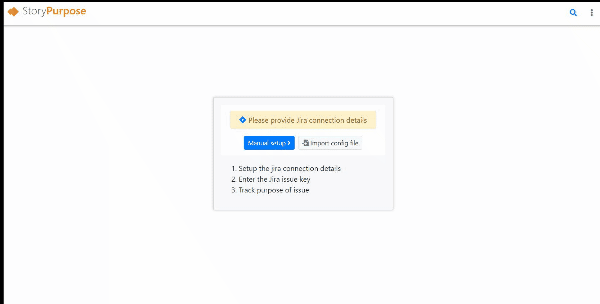 StoryPurpose
Please provide Jira connection details
Manual setup
Import config file
1. Setup the jira connection details
2. Enter the Jira issue key
3. Track purpose of issue